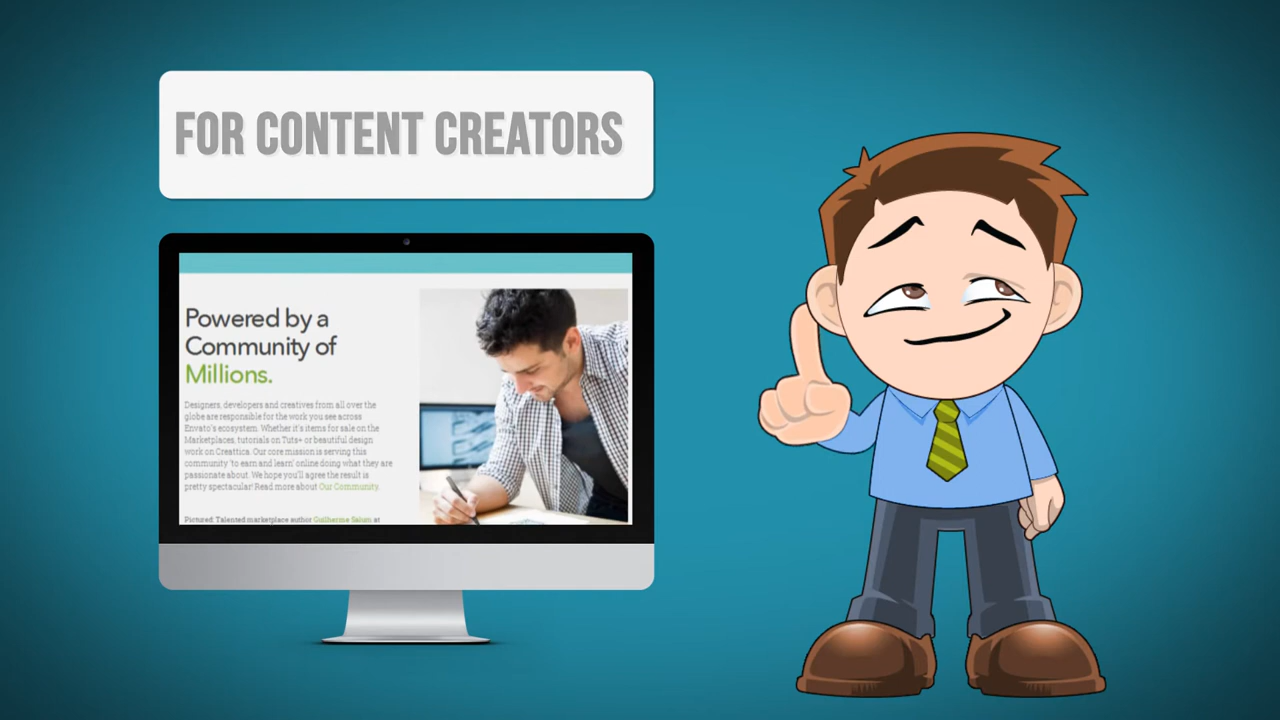 FOR CONTENT CREATORS
Powered by a
Community of
Millions.
Designers, developers and creatives from all over the
globe are responsible for the work you see across
Envato's ecosystem. Whether it's items for sale on the
Marketplaces, tutorials on Tuts+ or beautiful design
work on Creattica. Our core mission is serving this
community 'to earn and learn' online doing what they are
passionate about. We hope you'll agree the result is
pretty spectacular! Read more about Our Community.
Pictured: Talented marketplace author Guilherme Salum at